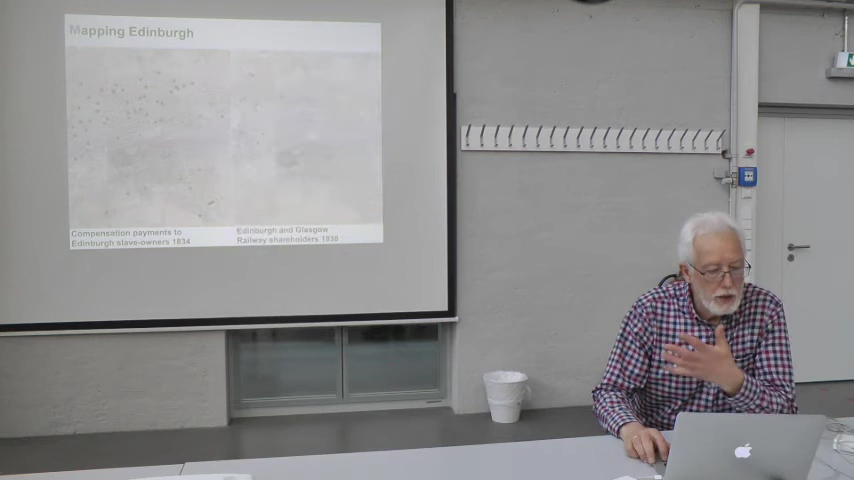 Mapping Edinburgh
Compensation payments to
Edinburgh slave-owners 1834
Edinburgh and Glasgow
Railway shareholders 1838